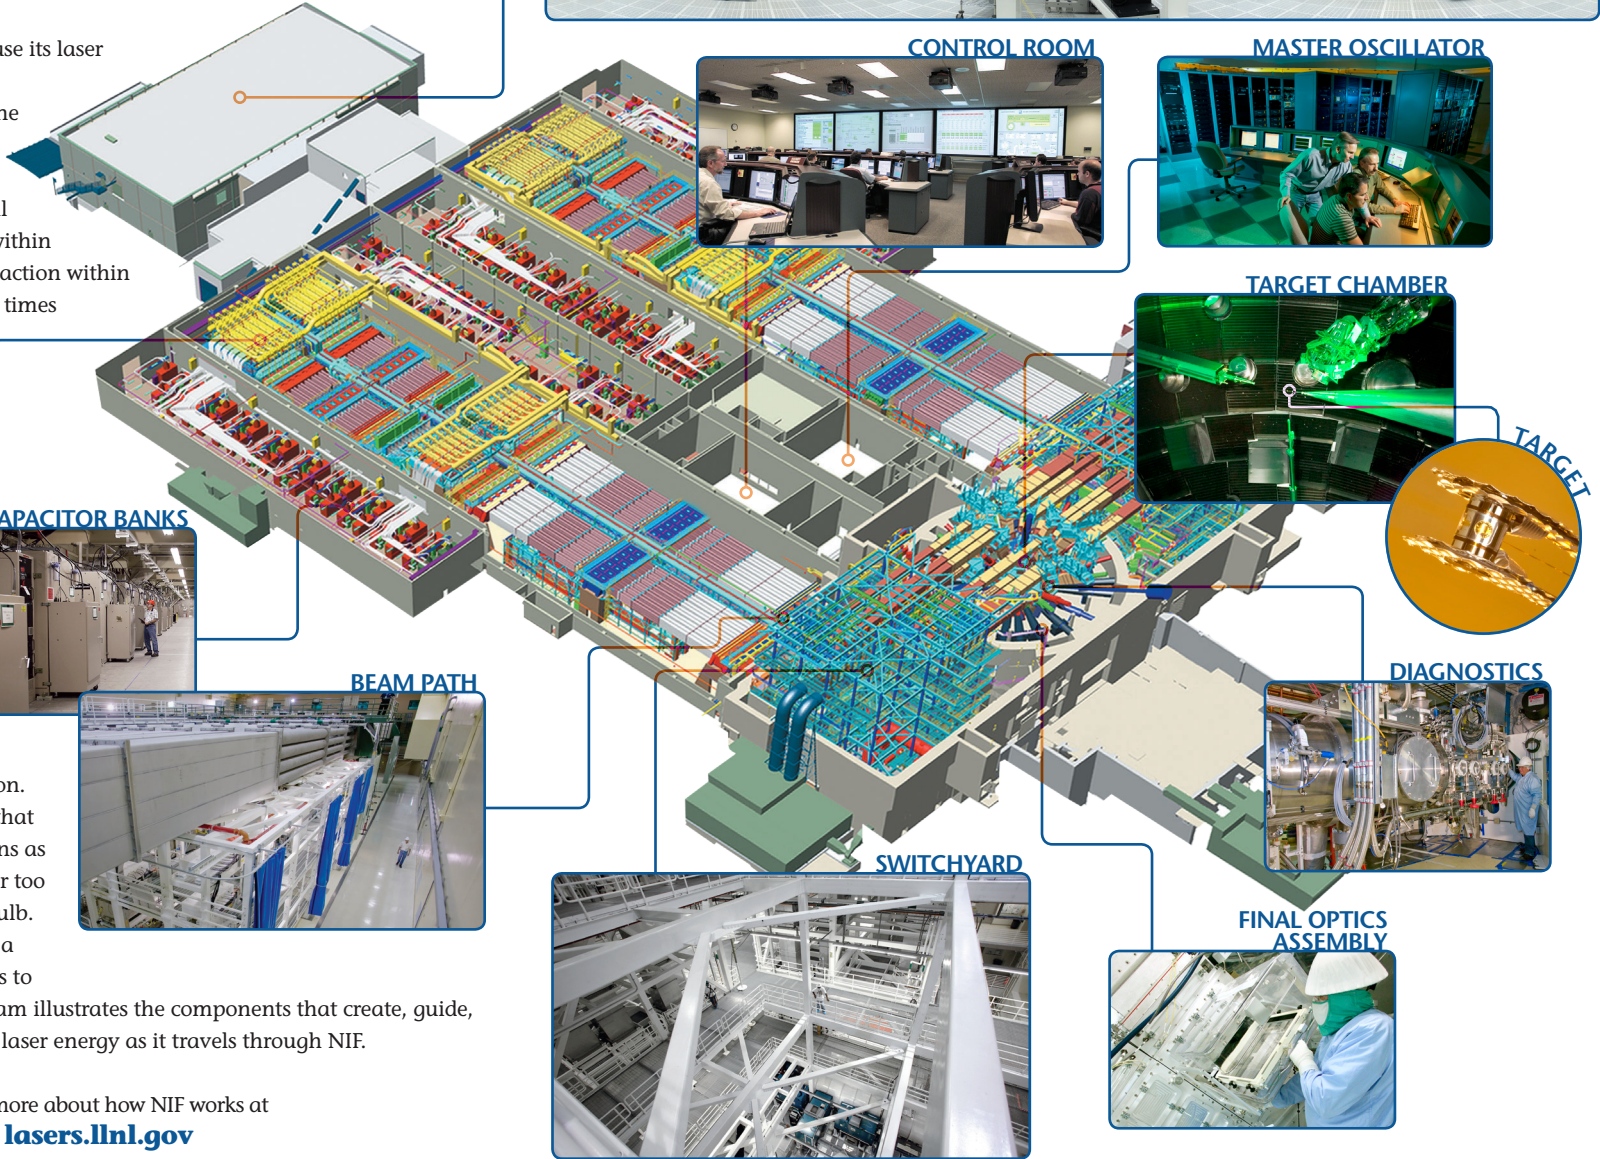 use its laser
ne
l
within
action within
times
CONTROL ROOM
MASTER OSCILLATOR
TARGET CHAMBER
TARGET
APACITOR BANKS
BEAM PATH
DIAGNOSTICS
SWITCHYARD
FINAL OPTICS
ASSEMBLY
on.
hat
ns as
r too
ulb.
a
s to
am illustrates the components that create, guide,
laser energy as it travels through NIF.
more about how NIF works at
lasers.llnl.gov